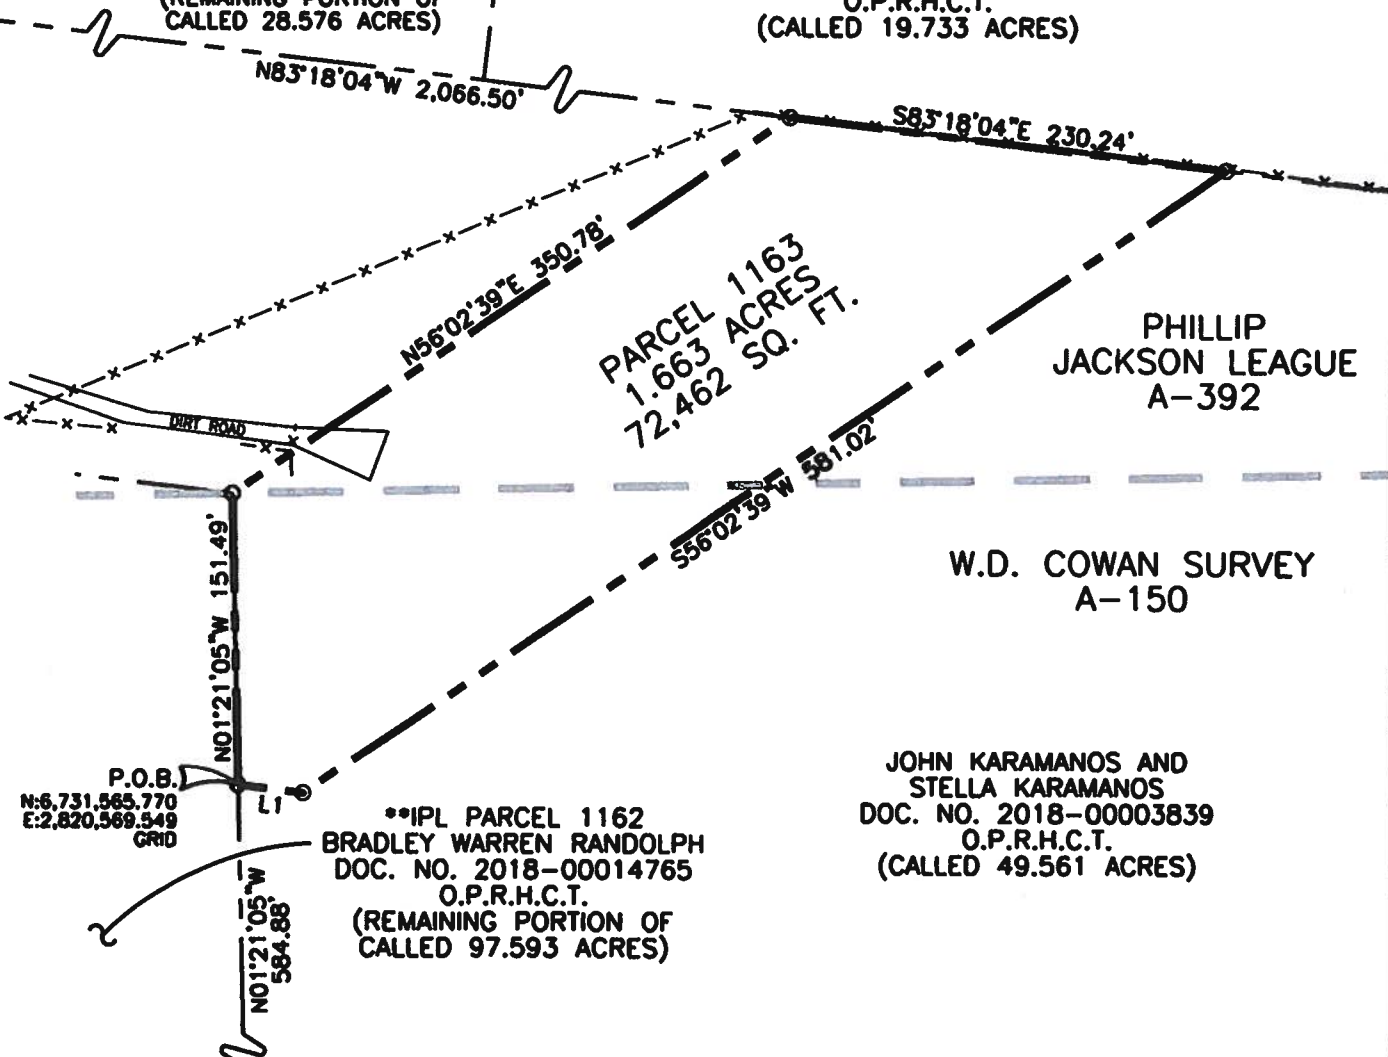 (REMAINING PORTION OF
CALLED 28.576 ACRES)
O.P.R.H.C.T.
(CALLED 19.733 ACRES)
N83°18'04"W 2,066.50'
S83°18'04"E 230.24'
N56°02'39"E 350.78'
PARCEL 1163
1.663 ACRES
72,462 SQ. FT.
PHILLIP
JACKSON LEAGUE
A-392
DIRT ROAD
S56°02'39"W 581.02'
N01°21'05"W 151.49'
W.D. COWAN SURVEY
A-150
P.O.B.
N:6,731,565.770
E:2,820,569.549
GRID
L1
**IPL PARCEL 1162
BRADLEY WARREN RANDOLPH
DOC. NO. 2018-00014765
O.P.R.H.C.T.
(REMAINING PORTION OF
CALLED 97.593 ACRES)
JOHN KARAMANOS AND
STELLA KARAMANOS
DOC. NO. 2018-00003839
O.P.R.H.C.T.
(CALLED 49.561 ACRES)
N01°21'05"W
584.88'